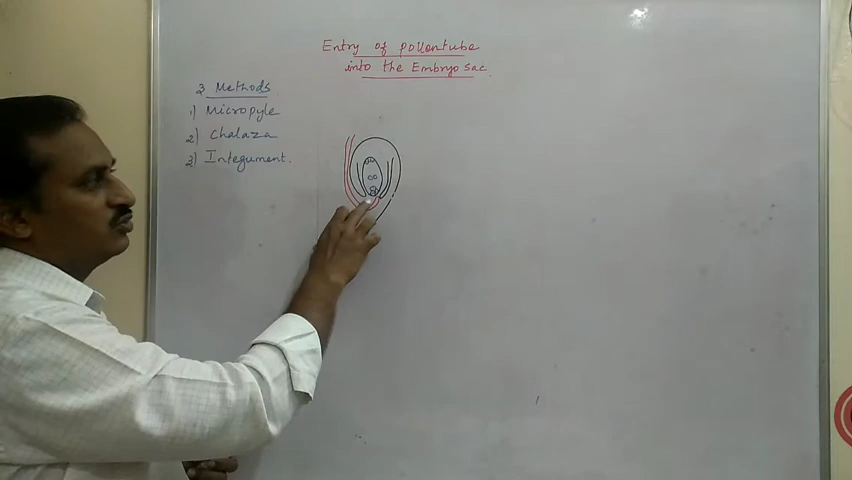 Entry of pollentube
into the Embryo sac.
3 Methods
1) Micropyle
2) Chalaza
3) Integument.